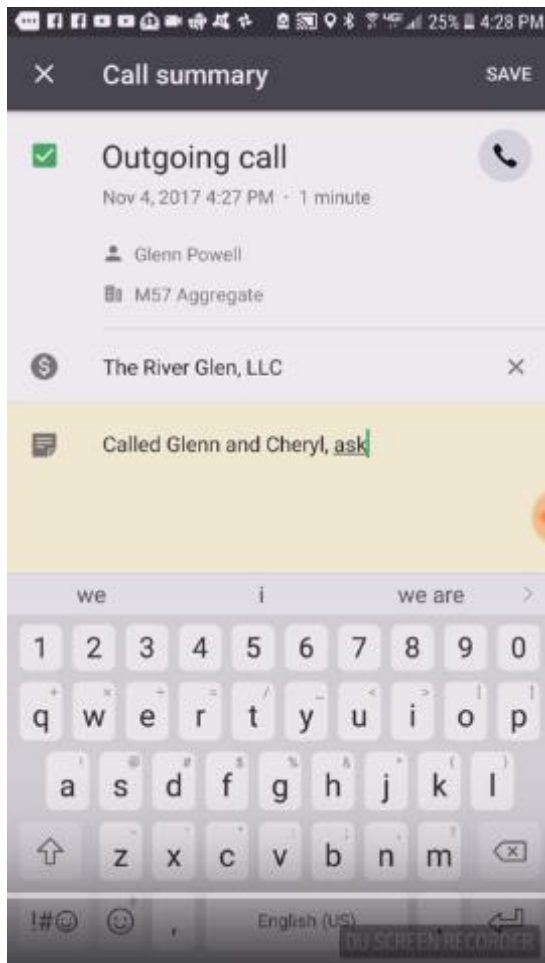 25% 4:28 PM
Call summary SAVE
Outgoing call
Nov 4, 2017 4:27 PM - 1 minute
Glenn Powell
M57 Aggregate
The River Glen, LLC
Called Glenn and Cheryl, ask
we i we are
1 2 3 4 5 6 7 8 9 0
q w e r t y u i o p
a s d f g h j k l
z x c v b n m
!#☺ , English (US) .
DU SCREEN RECORDER